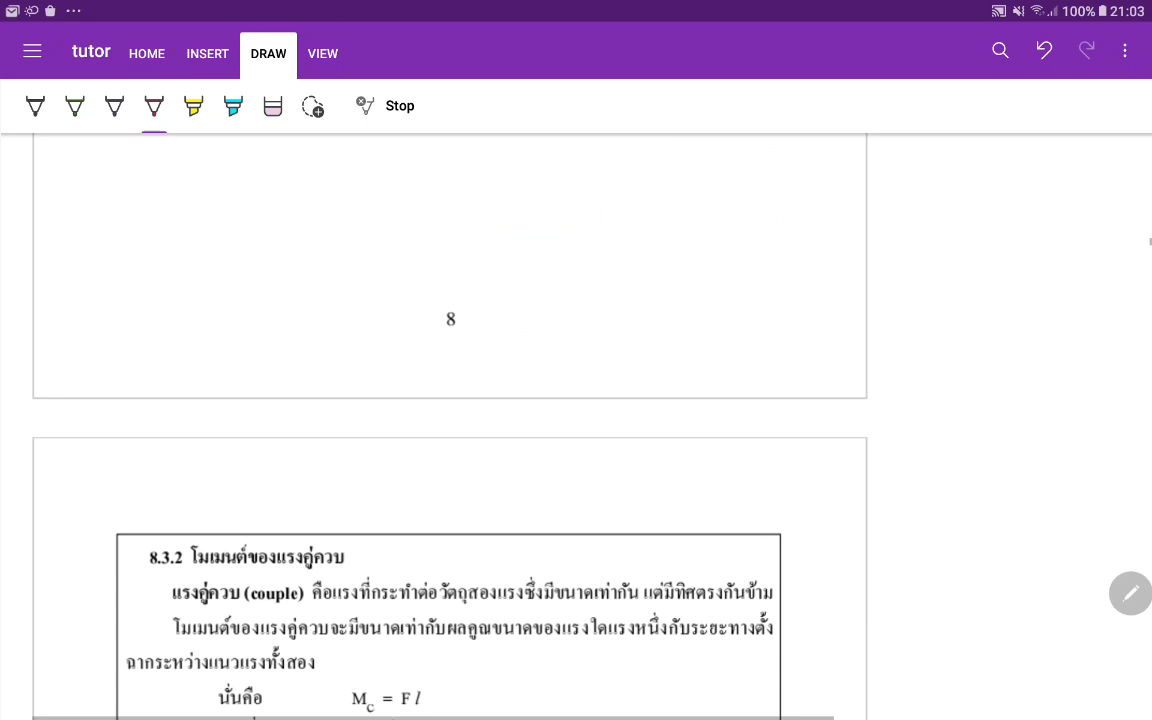 100% 21:03
tutor HOME INSERT DRAW VIEW
Stop
8
8.3.2 โมเมนต์ของแรงคู่ควบ
แรงคู่ควบ (couple) คือแรงที่กระทำต่อวัตถุสองแรงซึ่งมีขนาดเท่ากัน แต่มีทิศตรงกันข้าม
โมเมนต์ของแรงคู่ควบจะมีขนาดเท่ากับผลคูณขนาดของแรงใดแรงหนึ่งกับระยะทางตั้ง
ฉากระหว่างแนวแรงทั้งสอง
นั่นคือ M_C = F l